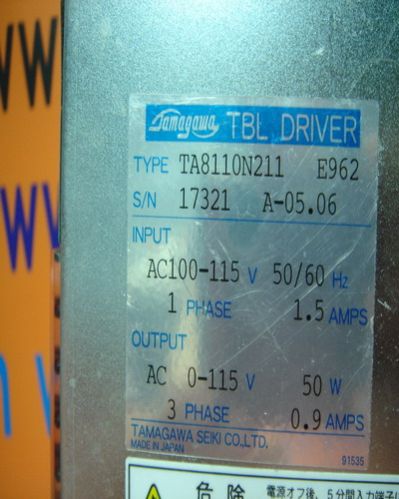 Tamagawa TBL DRIVER
TYPE TA8110N211 E962
S/N 17321 A-05.06
INPUT
AC100-115 V 50/60 Hz
1 PHASE 1.5 AMPS
OUTPUT
AC 0-115 V 50 W
3 PHASE 0.9 AMPS
TAMAGAWA SEIKI CO.,LTD.
MADE IN JAPAN 91535
危険 電源オフ後、5分間入力端子